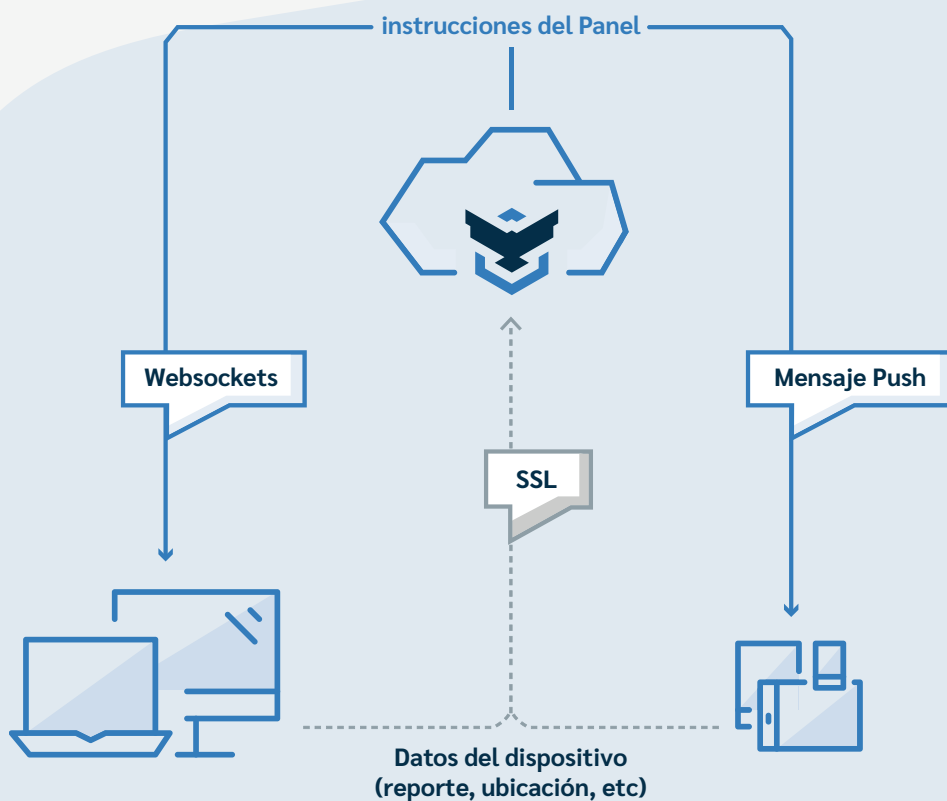 instrucciones del Panel
Websockets
Mensaje Push
SSL
Datos del dispositivo
(reporte, ubicación, etc)